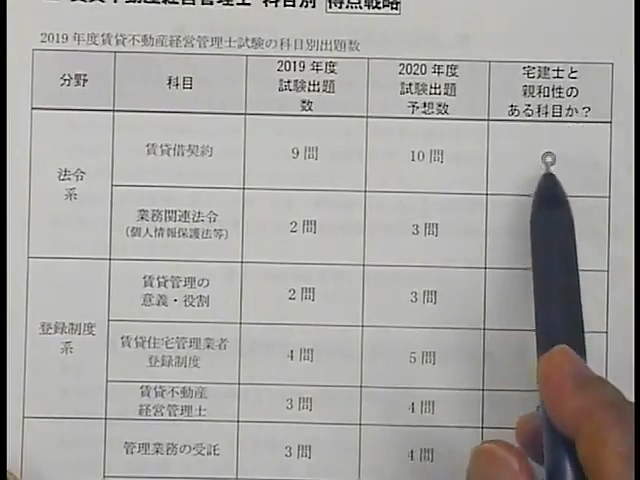 賃貸不動産経営管理士 科目別 得点戦略
2019年度賃貸不動産経営管理士試験の科目別出題数
分野
科目
2019年度
試験出題
数
2020年度
試験出題
予想数
宅建士と
親和性の
ある科目か？
法令
系
賃貸借契約
9問
10問
◎
業務関連法令
（個人情報保護法等）
2問
3問
登録制度
系
賃貸管理の
意義・役割
2問
3問
賃貸住宅管理業者
登録制度
4問
5問
賃貸不動産
経営管理士
3問
4問
管理業務の受託
3問
4問